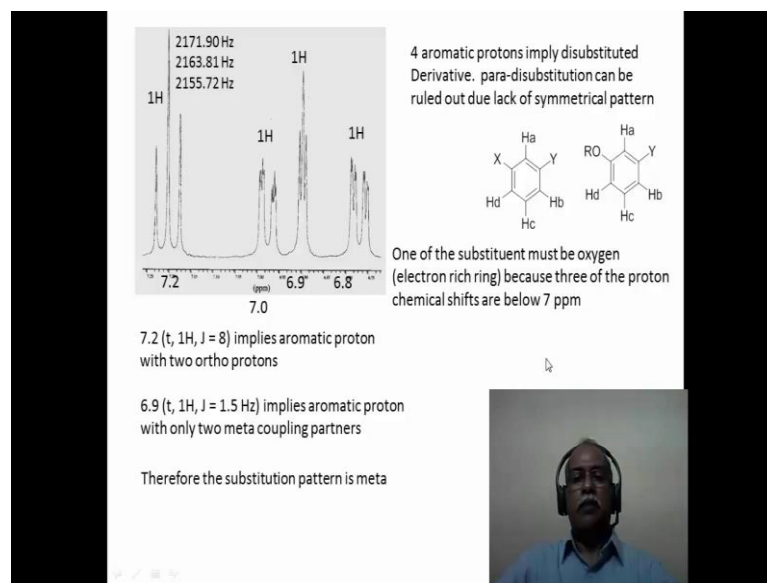 2171.90 Hz
2163.81 Hz
2155.72 Hz
1H
1H
1H
1H
7.2
(ppm)
6.9
6.8
7.0
4 aromatic protons imply disubstituted
Derivative. para-disubstitution can be
ruled out due lack of symmetrical pattern
Ha
X
Y
Hd
Hb
Hc
Ha
RO
Y
Hd
Hb
Hc
One of the substituent must be oxygen
(electron rich ring) because three of the proton
chemical shifts are below 7 ppm
7.2 (t, 1H, J = 8) implies aromatic proton
with two ortho protons
6.9 (t, 1H, J = 1.5 Hz) implies aromatic proton
with only two meta coupling partners
Therefore the substitution pattern is meta